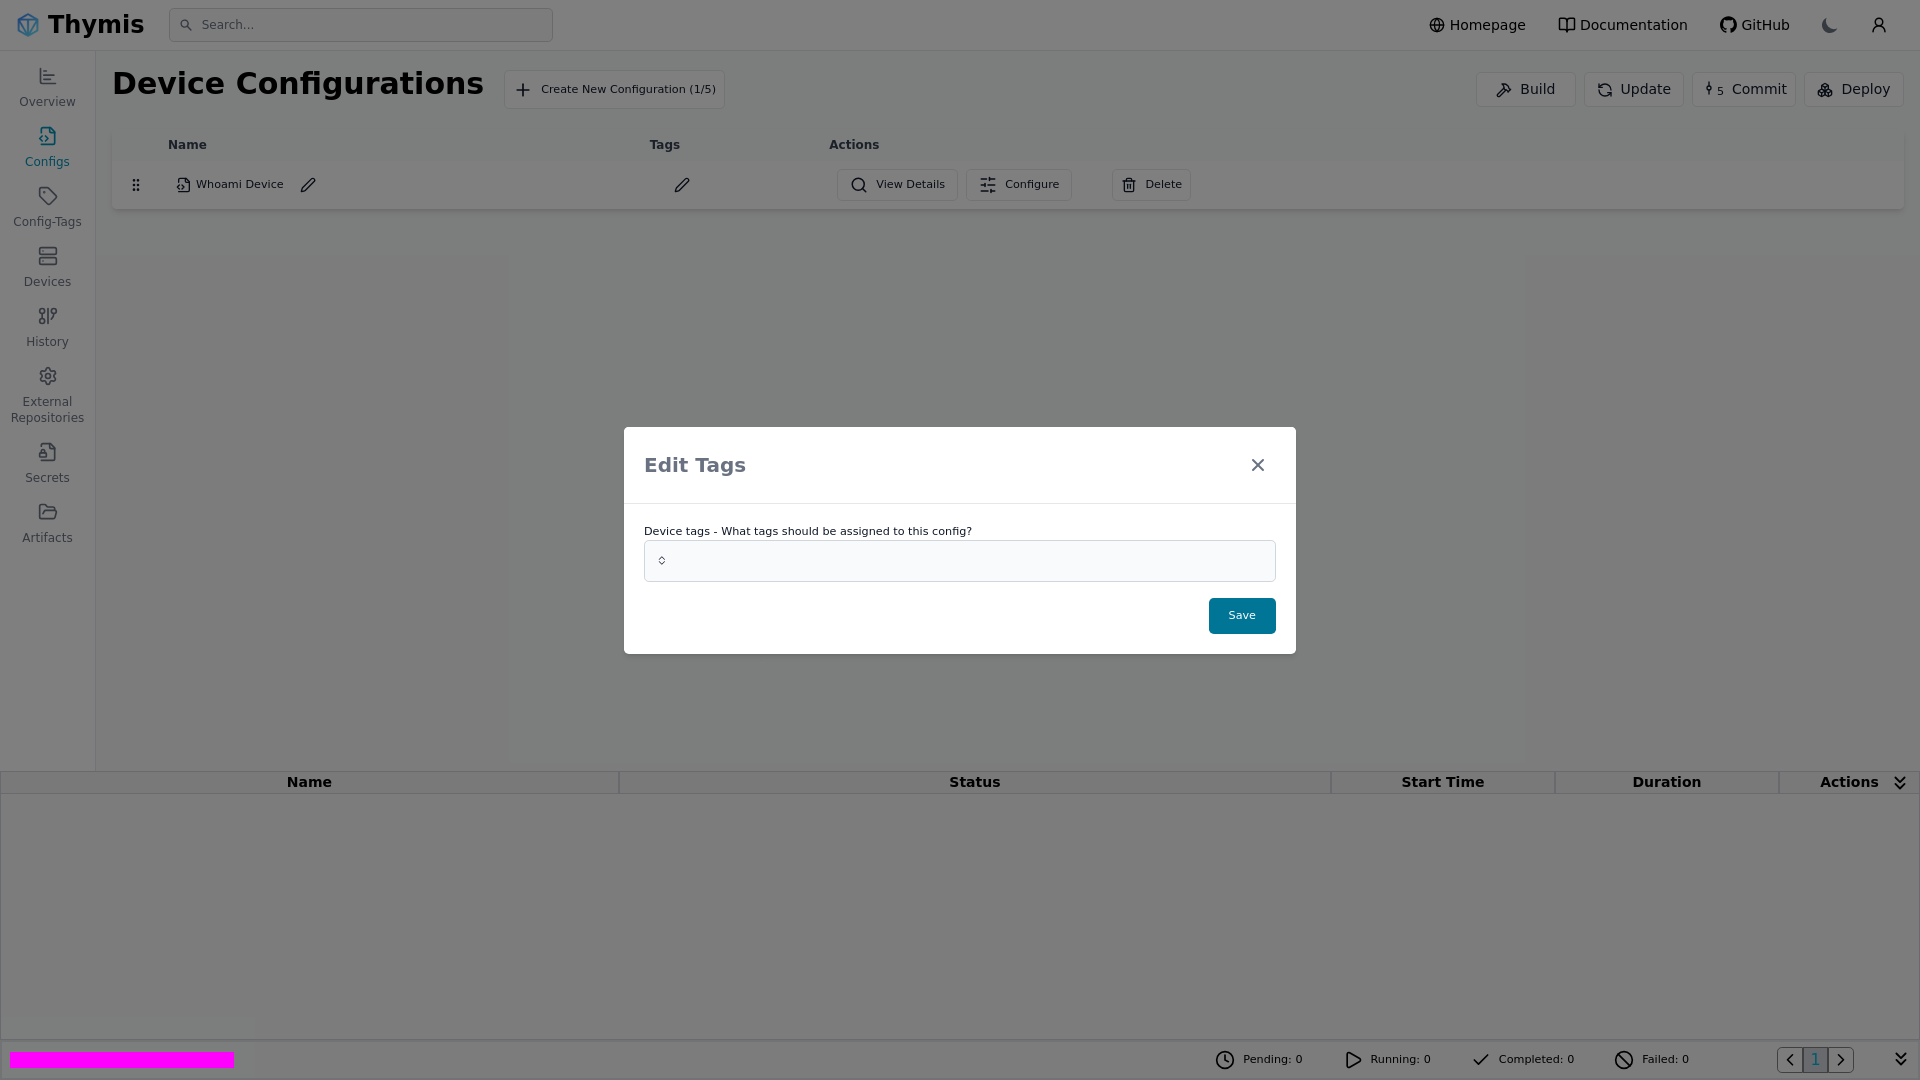 Thymis
Search...
Homepage
Documentation
GitHub
Overview
Configs
Config-Tags
Devices
History
External
Repositories
Secrets
Artifacts
Device Configurations
Create New Configuration (1/5)
Build
Update
5 Commit
Deploy
Name Tags Actions
Whoami Device
View Details
Configure
Delete
Edit Tags
Device tags - What tags should be assigned to this config?
Save
Name Status Start Time Duration Actions
Pending: 0
Running: 0
Completed: 0
Failed: 0
1